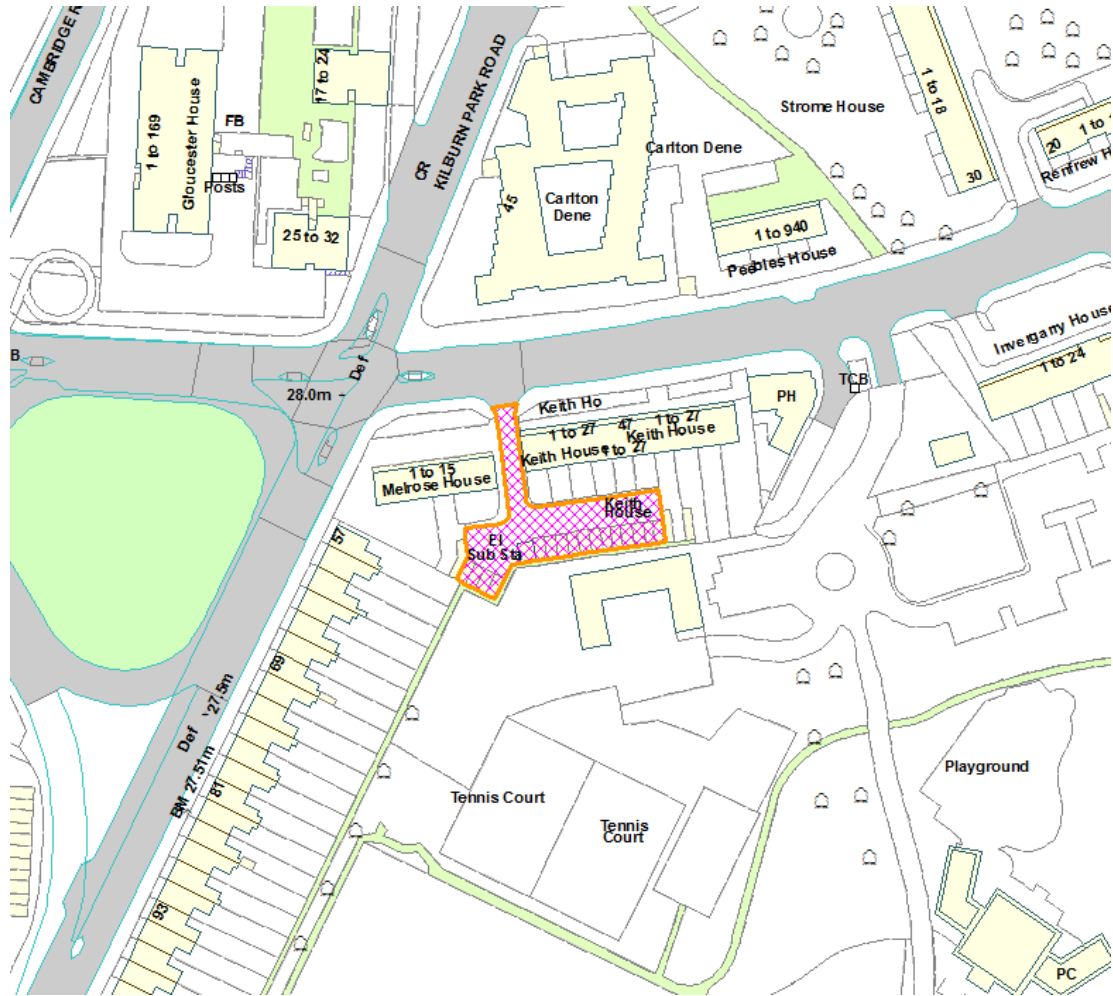 CAMBRIDGE R
Gloucester House
1 to 169
FB
Posts
17 to 24
25 to 32
CR
KILBURN PARK ROAD
45
Carlton
Dene
Carlton Dene
Strome House
1 to 18
30
20
1 to 1
Renfrew H
1 to 940
Peebles House
Invergarry House
1 to 24
TCB
PH
B
28.0m
Def
Keith Ho
1 to 27
47
1 to 27
Keith House
Keith House
1 to 27
1 to 15
Melrose House
Keith
House
El
Sub Sta
57
69
81
93
Def
27.5m
BM 27.51m
Tennis Court
Tennis
Court
Playground
PC